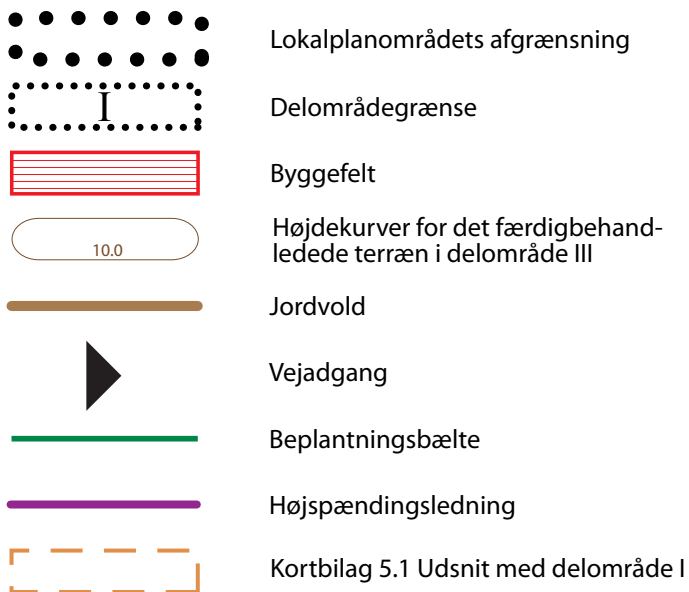 Lokalplanområdets afgrænsning
I
Delområdegrænse
Byggefelt
10.0
Højdekurver for det færdigbehand-
ledede terræn i delområde III
Jordvold
Vejadgang
Beplantningsbælte
Højspændingsledning
Kortbilag 5.1 Udsnit med delområde I